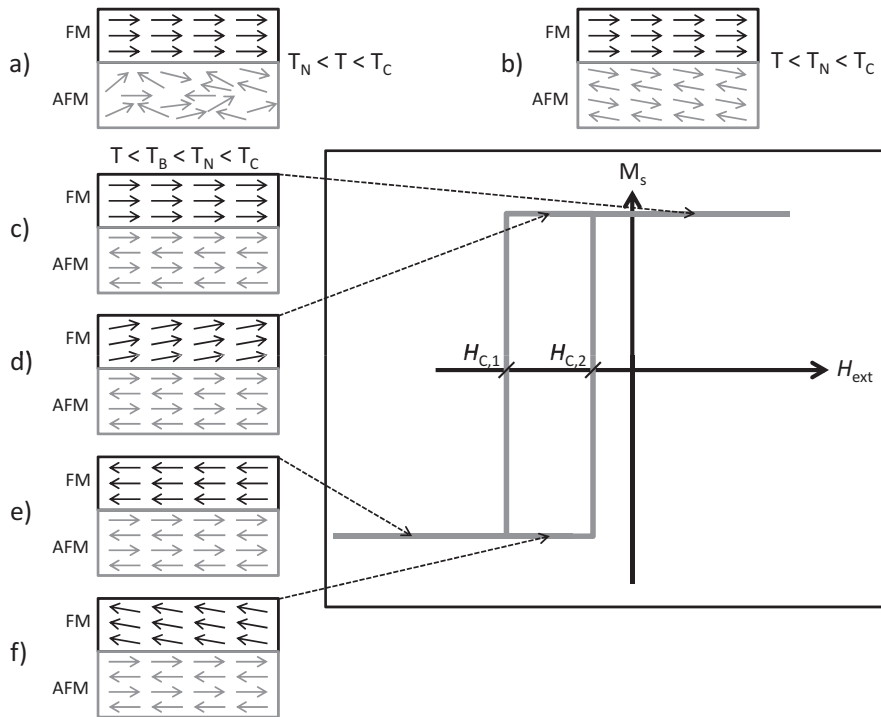 FM
a)
AFM
T_N < T < T_C
FM
b)
AFM
T < T_N < T_C
T < T_B < T_N < T_C
FM
c)
AFM
FM
d)
AFM
FM
e)
AFM
FM
f)
AFM
M_s
H_C,1
H_C,2
H_ext